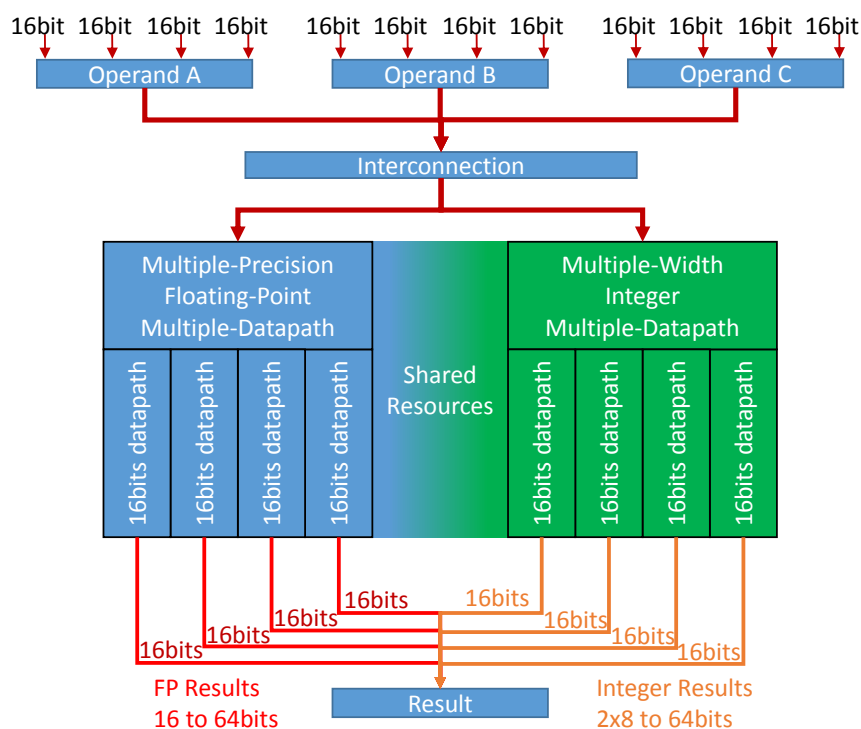 16bit 16bit 16bit 16bit
16bit 16bit 16bit 16bit
16bit 16bit 16bit 16bit
Operand A
Operand B
Operand C
Interconnection
Multiple-Precision
Floating-Point
Multiple-Datapath
Multiple-Width
Integer
Multiple-Datapath
Shared
Resources
16bits datapath
16bits datapath
16bits datapath
16bits datapath
16bits datapath
16bits datapath
16bits datapath
16bits datapath
16bits
16bits
16bits
16bits
16bits
16bits
16bits
16bits
FP Results
16 to 64bits
Result
Integer Results
2x8 to 64bits